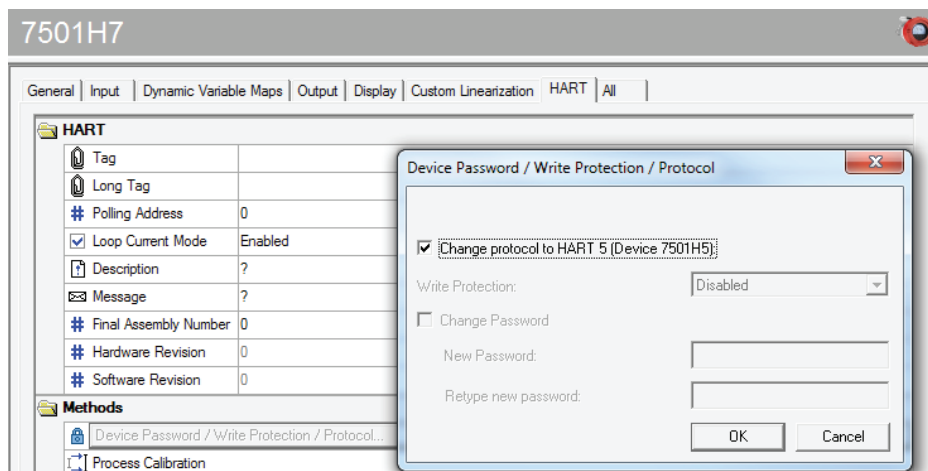 7501H7
General Input Dynamic Variable Maps Output Display Custom Linearization HART All
HART
Tag
Long Tag
# Polling Address 0
Loop Current Mode Enabled
Description ?
Message ?
# Final Assembly Number 0
# Hardware Revision 0
# Software Revision 0
Methods
Device Password / Write Protection / Protocol...
Process Calibration
Device Password / Write Protection / Protocol
Change protocol to HART 5 (Device 7501H5):
Write Protection: Disabled
Change Password
New Password:
Retype new password:
OK Cancel